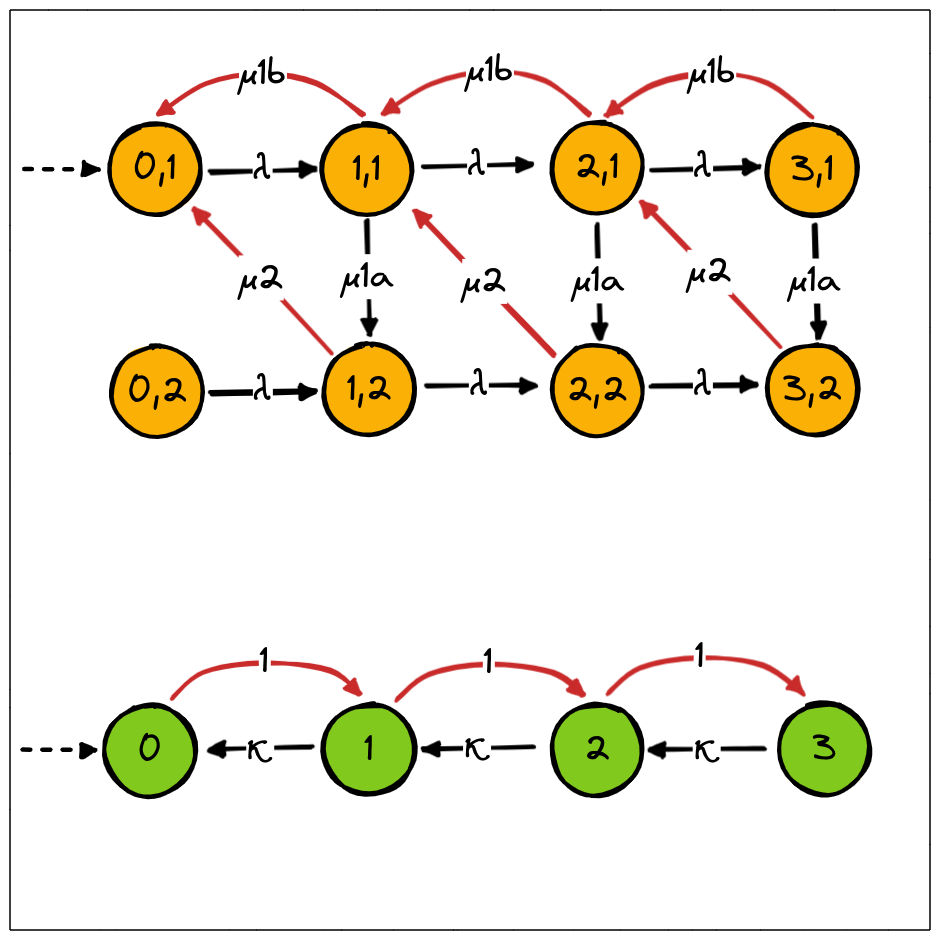 μ1b μ1b μ1b
0,1 λ 1,1 λ 2,1 λ 3,1
μ2 μ1a μ2 μ1a μ2 μ1a
0,2 λ 1,2 λ 2,2 λ 3,2
1 1 1
0 κ 1 κ 2 κ 3